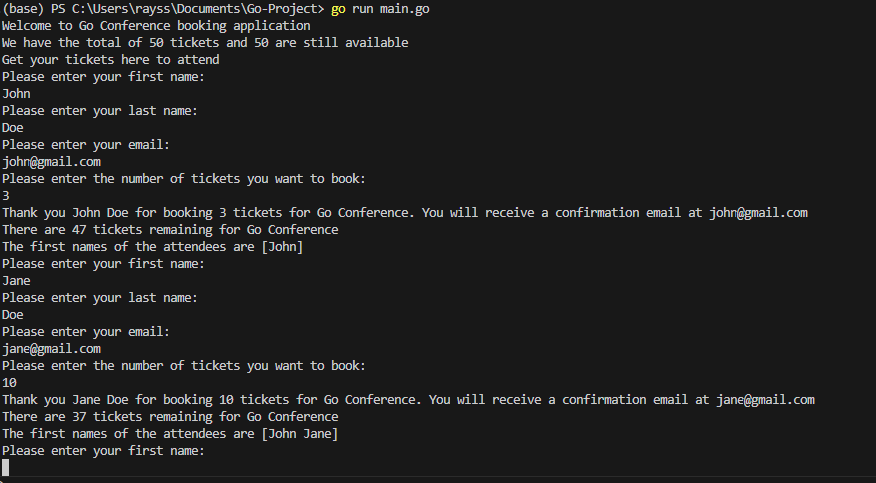 (base) PS C:\Users\rayss\Documents\Go-Project> go run main.go
Welcome to Go Conference booking application
We have the total of 50 tickets and 50 are still available
Get your tickets here to attend
Please enter your first name:
John
Please enter your last name:
Doe
Please enter your email:
john@gmail.com
Please enter the number of tickets you want to book:
3
Thank you John Doe for booking 3 tickets for Go Conference. You will receive a confirmation email at john@gmail.com
There are 47 tickets remaining for Go Conference
The first names of the attendees are [John]
Please enter your first name:
Jane
Please enter your last name:
Doe
Please enter your email:
jane@gmail.com
Please enter the number of tickets you want to book:
10
Thank you Jane Doe for booking 10 tickets for Go Conference. You will receive a confirmation email at jane@gmail.com
There are 37 tickets remaining for Go Conference
The first names of the attendees are [John Jane]
Please enter your first name: